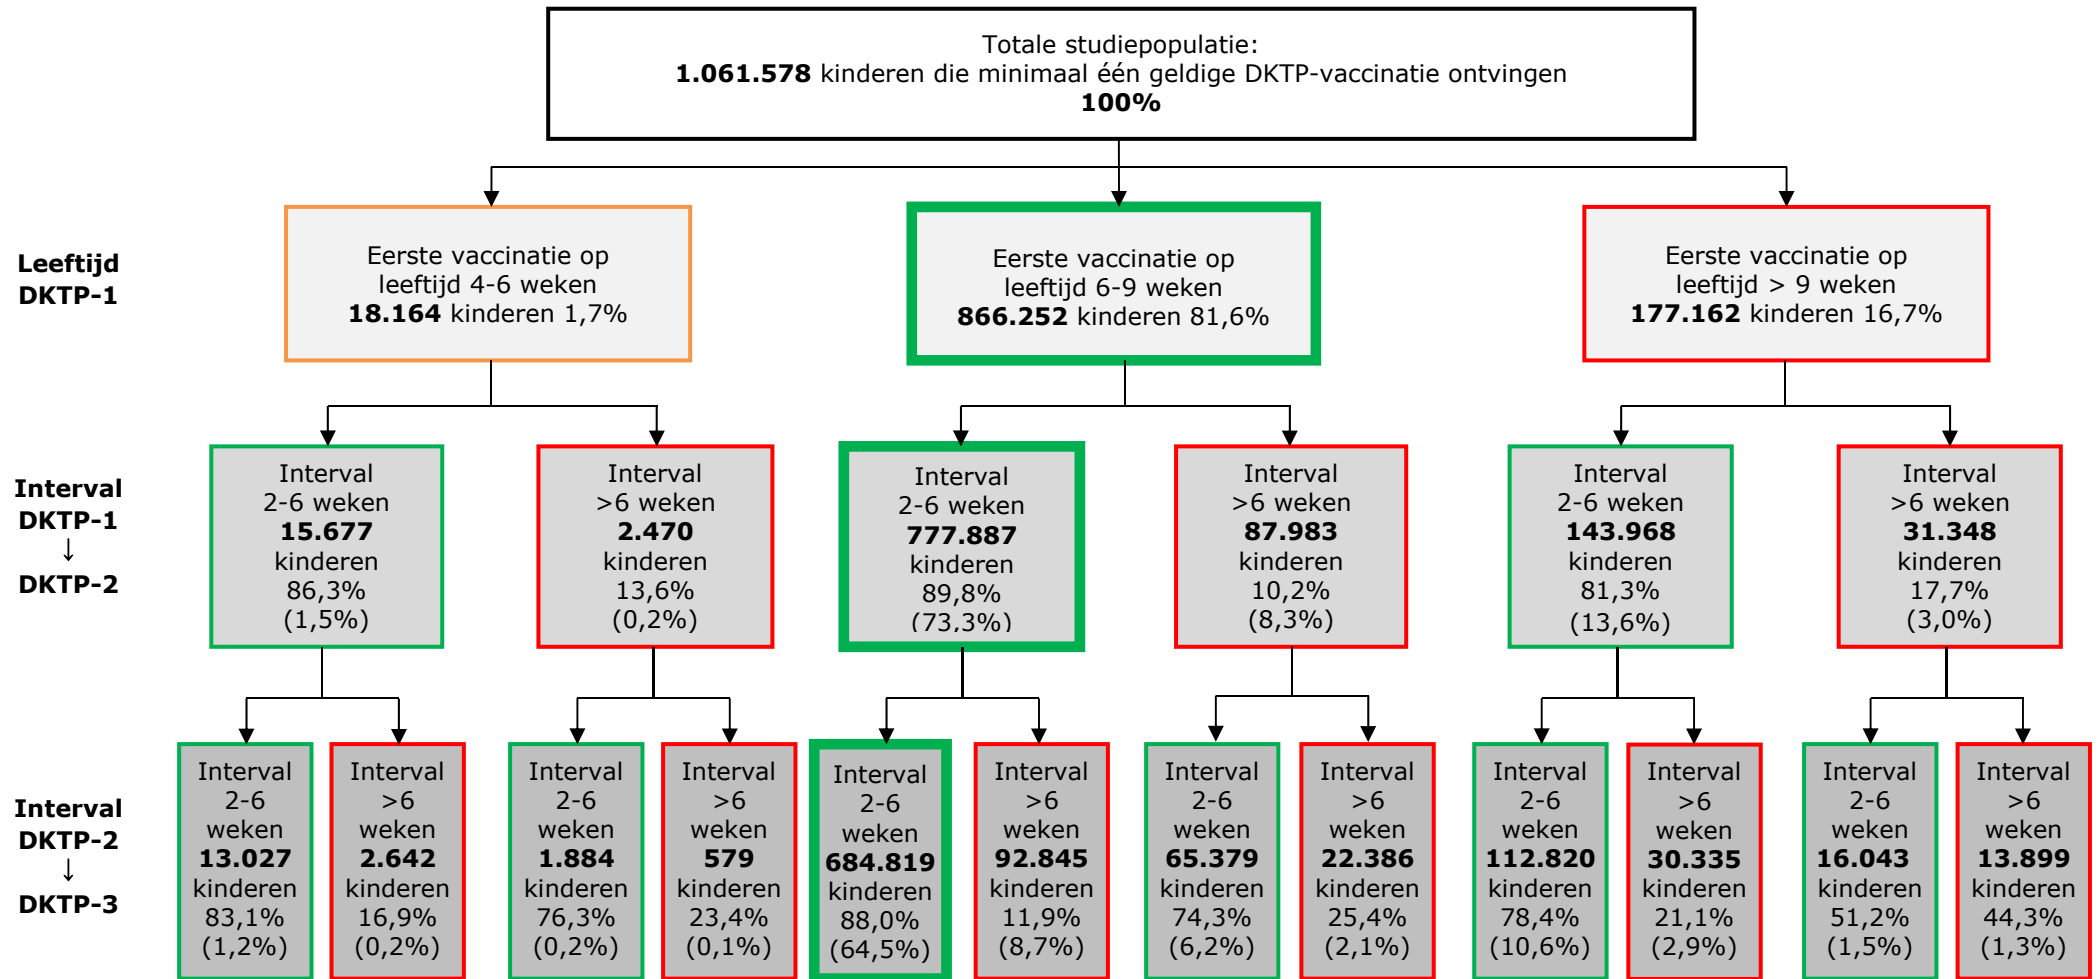 Totale studiepopulatie:
1.061.578 kinderen die minimaal één geldige DKTP-vaccinatie ontvingen
100%
Leeftijd
DKTP-1
Eerste vaccinatie op
leeftijd 4-6 weken
18.164 kinderen 1,7%
Eerste vaccinatie op
leeftijd 6-9 weken
866.252 kinderen 81,6%
Eerste vaccinatie op
leeftijd > 9 weken
177.162 kinderen 16,7%
Interval
DKTP-1
↓
DKTP-2
Interval
2-6 weken
15.677
kinderen
86,3%
(1,5%)
Interval
>6 weken
2.470
kinderen
13,6%
(0,2%)
Interval
2-6 weken
777.887
kinderen
89,8%
(73,3%)
Interval
>6 weken
87.983
kinderen
10,2%
(8,3%)
Interval
2-6 weken
143.968
kinderen
81,3%
(13,6%)
Interval
>6 weken
31.348
kinderen
17,7%
(3,0%)
Interval
DKTP-2
↓
DKTP-3
Interval
2-6
weken
13.027
kinderen
83,1%
(1,2%)
Interval
>6
weken
2.642
kinderen
16,9%
(0,2%)
Interval
2-6
weken
1.884
kinderen
76,3%
(0,2%)
Interval
>6
weken
579
kinderen
23,4%
(0,1%)
Interval
2-6
weken
684.819
kinderen
88,0%
(64,5%)
Interval
>6
weken
92.845
kinderen
11,9%
(8,7%)
Interval
2-6
weken
65.379
kinderen
74,3%
(6,2%)
Interval
>6
weken
22.386
kinderen
25,4%
(2,1%)
Interval
2-6
weken
112.820
kinderen
78,4%
(10,6%)
Interval
>6
weken
30.335
kinderen
21,1%
(2,9%)
Interval
2-6
weken
16.043
kinderen
51,2%
(1,5%)
Interval
>6
weken
13.899
kinderen
44,3%
(1,3%)